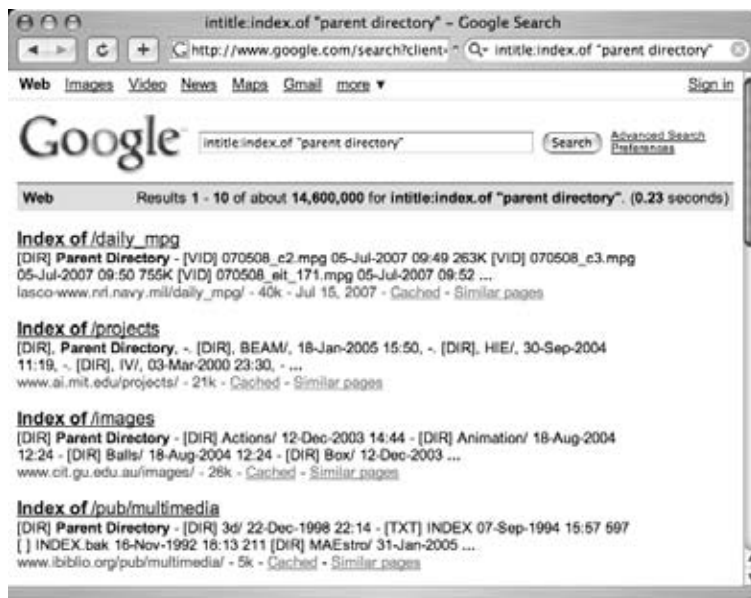 intitle:index.of "parent directory" - Google Search
http://www.google.com/search?client- intitle:index.of "parent directory"
Web Images Video News Maps Gmail more ▼ Sign in
Google intitle:index.of "parent directory" Search Advanced Search
Preferences
Web Results 1 - 10 of about 14,600,000 for intitle:index.of "parent directory". (0.23 seconds)
Index of /daily_mpg
[DIR] Parent Directory - [VID] 070508_c2.mpg 05-Jul-2007 09:49 263K [VID] 070508_c3.mpg
05-Jul-2007 09:50 755K [VID] 070508_eit_171.mpg 05-Jul-2007 09:52 ...
lasco-www.nrl.navy.mil/daily_mpg/ - 40k - Jul 15, 2007 - Cached - Similar pages
Index of /projects
[DIR], Parent Directory, -. [DIR], BEAM/, 18-Jan-2005 15:50, -. [DIR], HIE/, 30-Sep-2004
11:19, -. [DIR], IV/, 03-Mar-2000 23:30, - ...
www.ai.mit.edu/projects/ - 21k - Cached - Similar pages
Index of /images
[DIR] Parent Directory - [DIR] Actions/ 12-Dec-2003 14:44 - [DIR] Animation/ 18-Aug-2004
12:24 - [DIR] Balls/ 18-Aug-2004 12:24 - [DIR] Box/ 12-Dec-2003 ...
www.cit.gu.edu.au/images/ - 26k - Cached - Similar pages
Index of /pub/multimedia
[DIR] Parent Directory - [DIR] 3d/ 22-Dec-1998 22:14 - [TXT] INDEX 07-Sep-1994 15:57 597
[ ] INDEX.bak 16-Nov-1992 18:13 211 [DIR] MAEstro/ 31-Jan-2005 ...
www.ibiblio.org/pub/multimedia/ - 5k - Cached - Similar pages